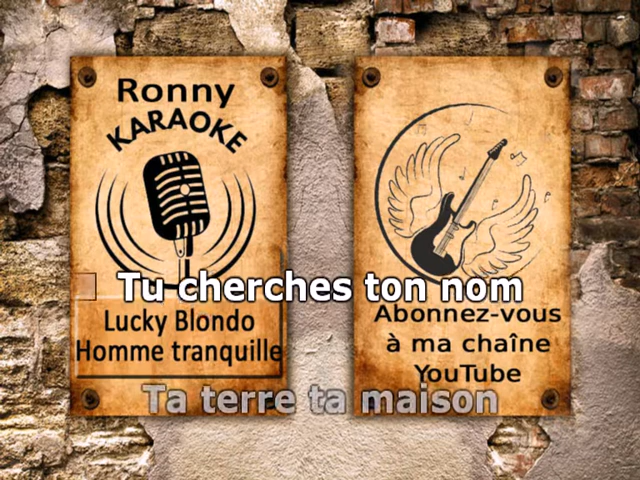 Ronny
KARAOKE
Tu cherches ton nom
Lucky Blondo
Homme tranquille
Abonnez-vous
à ma chaîne
YouTube
Ta terre ta maison